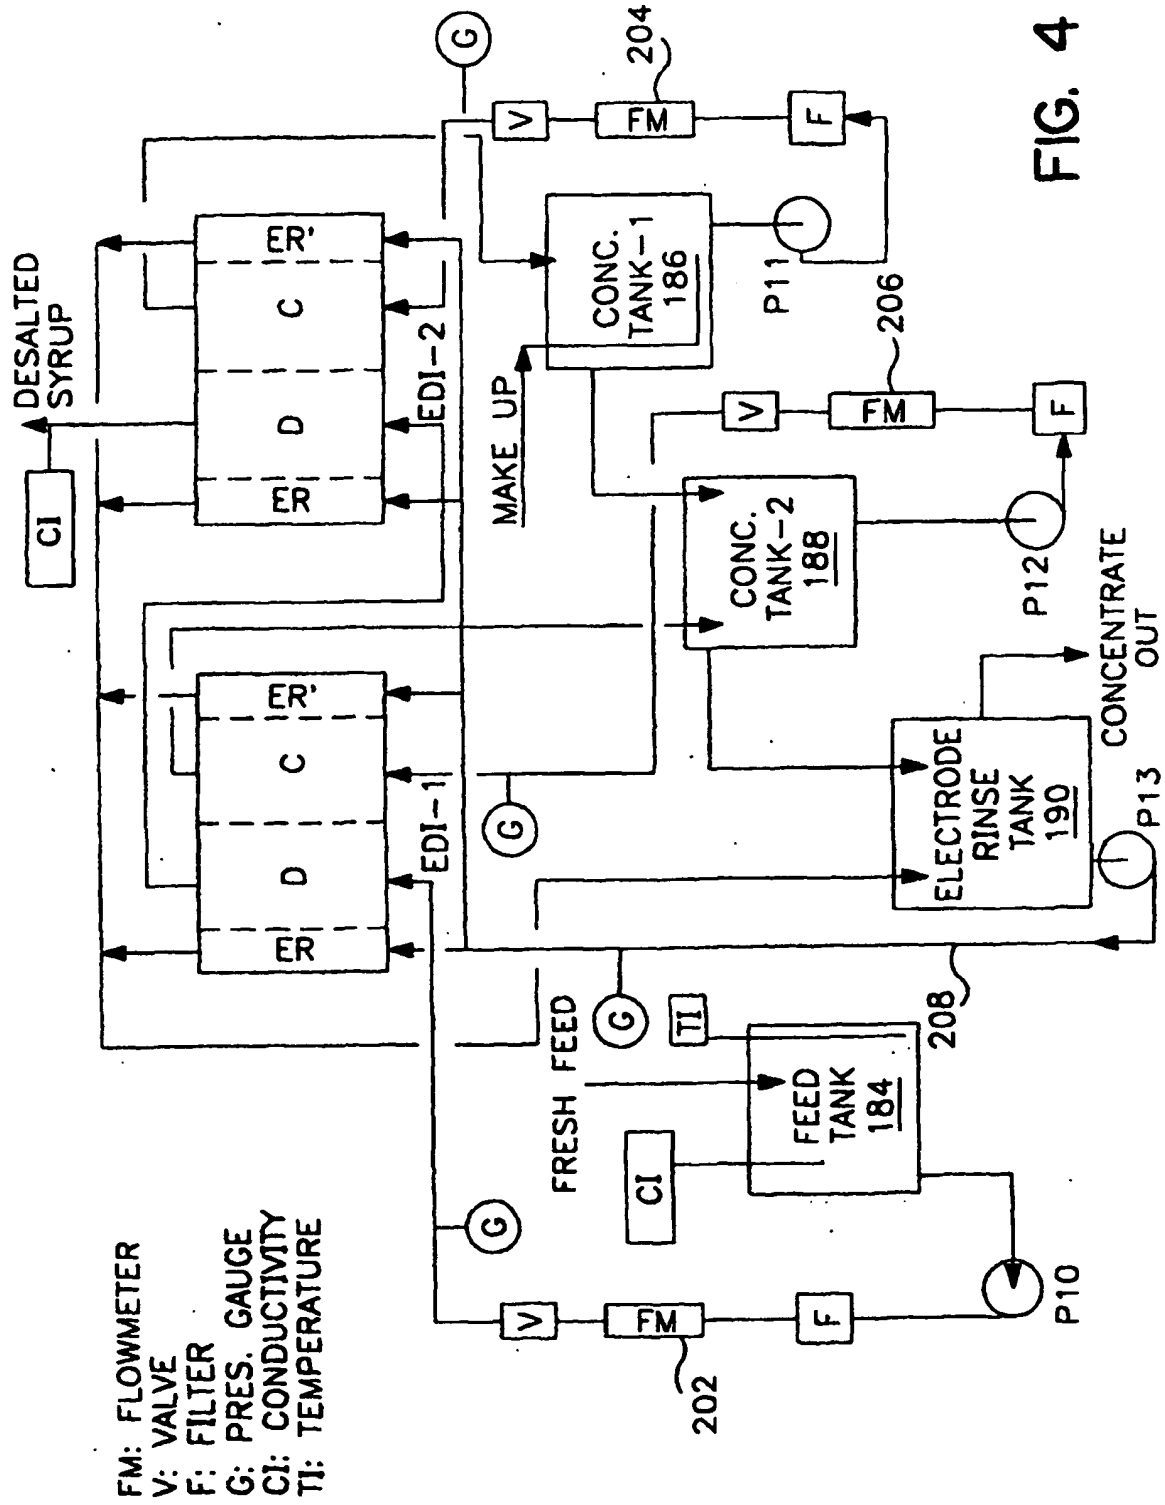 FM: FLOWMETER
V: VALVE
F: FILTER
G: PRES. GAUGE
CI: CONDUCTIVITY
TI: TEMPERATURE
CI
DESALTED
SYRUP
ER
D
C
ER'
EDI-1
ER
D
C
ER'
EDI-2
G
G
G
G
V
FM
202
F
P10
FRESH FEED
CI
TI
FEED
TANK
184
208
ELECTRODE
RINSE
TANK
190
P13
CONCENTRATE
OUT
CONC.
TANK-2
188
P12
F
FM
206
V
MAKE UP
CONC.
TANK-1
186
P11
F
FM
204
V
FIG. 4